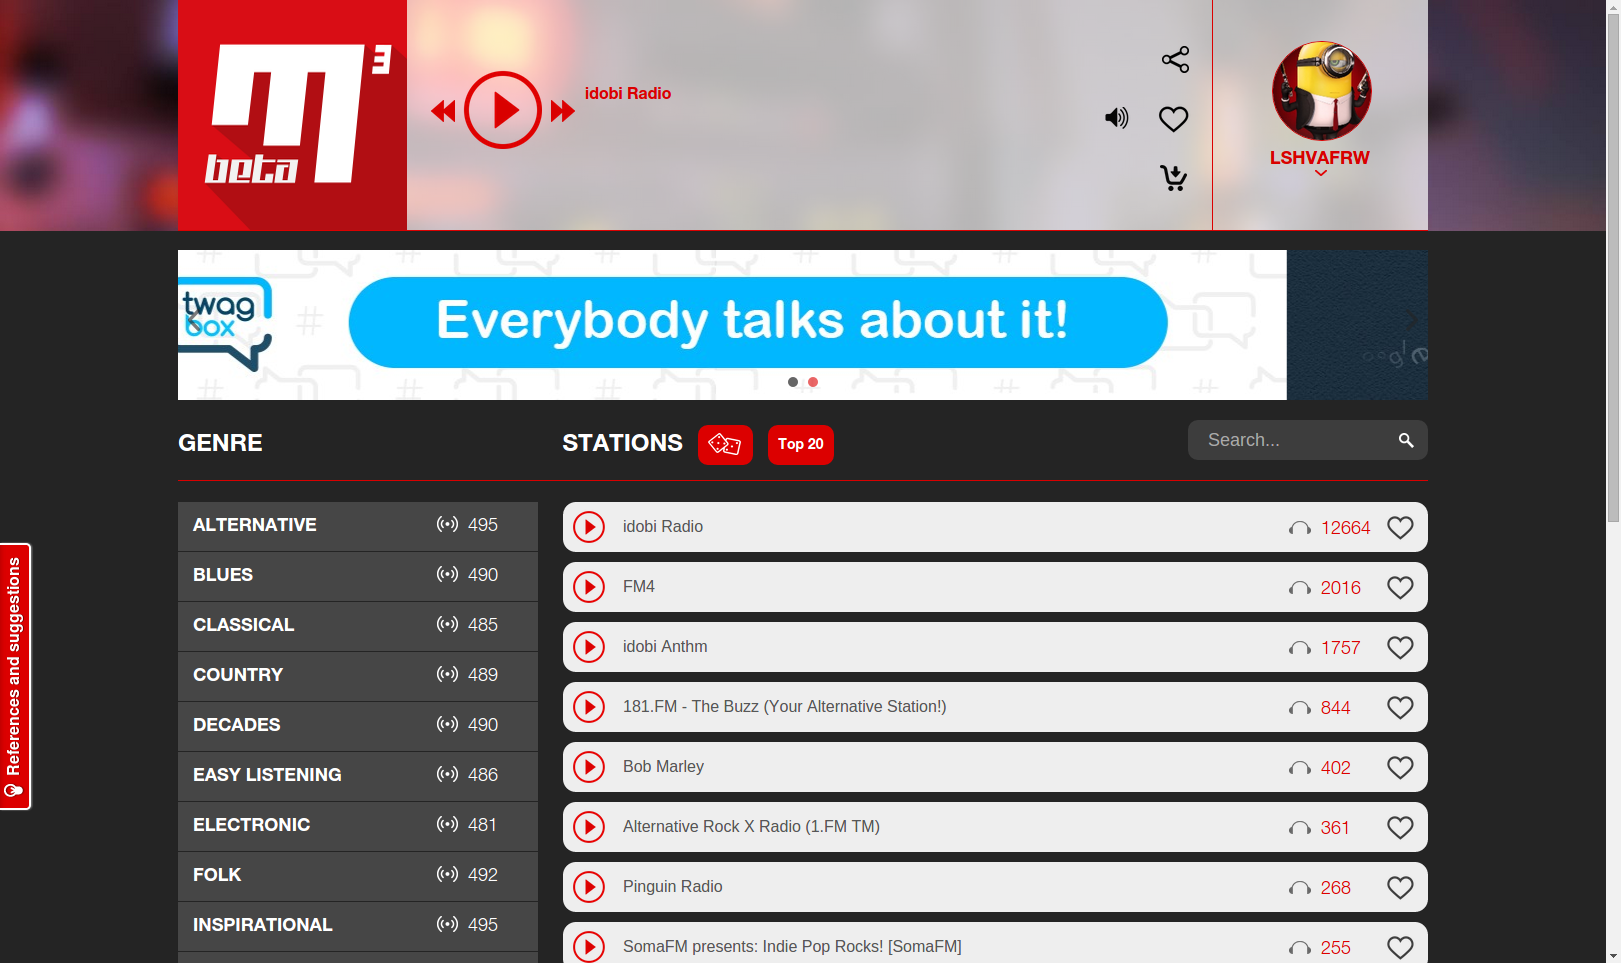 3
m
beta
idobi Radio
LSHVAFRW
twag
box
Everybody talks about it!
GENRE
STATIONS
Top 20
Search...
ALTERNATIVE 495
BLUES 490
CLASSICAL 485
COUNTRY 489
DECADES 490
EASY LISTENING 486
ELECTRONIC 481
FOLK 492
INSPIRATIONAL 495
idobi Radio 12664
FM4 2016
idobi Anthm 1757
181.FM - The Buzz (Your Alternative Station!) 844
Bob Marley 402
Alternative Rock X Radio (1.FM TM) 361
Pinguin Radio 268
SomaFM presents: Indie Pop Rocks! [SomaFM] 255
References and suggestions